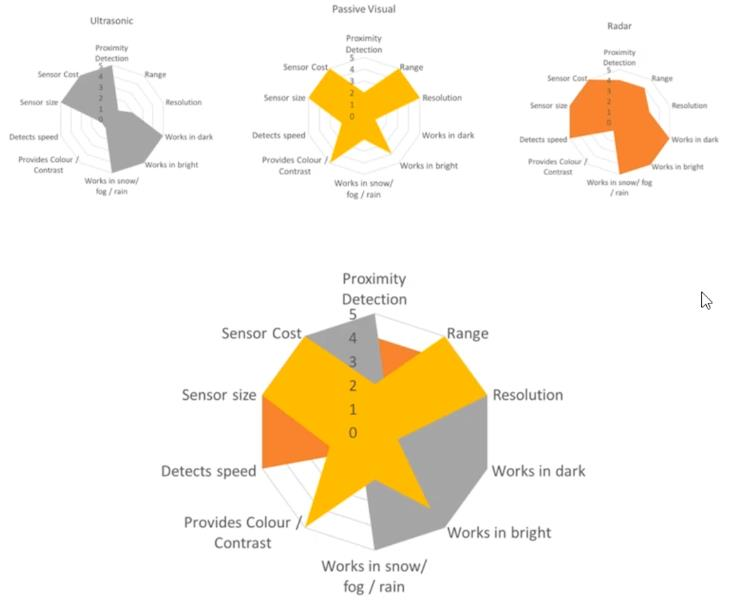 Ultrasonic
Proximity
Detection
5
4
3
2
1
0
Range
Resolution
Works in dark
Works in bright
Works in snow/
fog / rain
Provides Colour /
Contrast
Detects speed
Sensor size
Sensor Cost
Passive Visual
Proximity
Detection
5
4
3
2
1
0
Range
Resolution
Works in dark
Works in bright
Works in snow/
fog / rain
Provides Colour /
Contrast
Detects speed
Sensor size
Sensor Cost
Radar
Proximity
Detection
5
4
3
2
1
0
Range
Resolution
Works in dark
Works in bright
Works in snow/ fog
/ rain
Provides Colour /
Contrast
Detects speed
Sensor size
Sensor Cost
Proximity
Detection
5
4
3
2
1
0
Range
Resolution
Works in dark
Works in bright
Works in snow/
fog / rain
Provides Colour /
Contrast
Detects speed
Sensor size
Sensor Cost